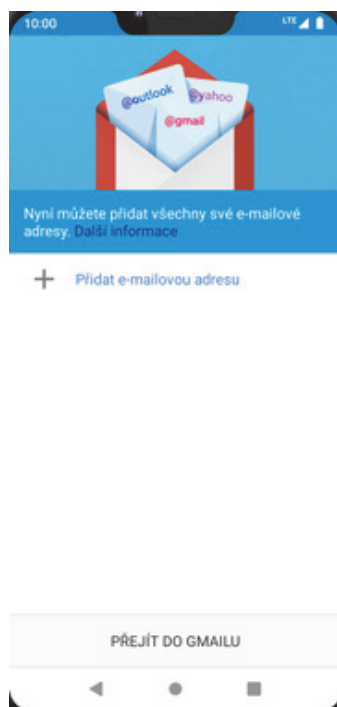 10:00
LTE
@outlook
@yahoo
@gmail
Nyní můžete přidat všechny své e-mailové
adresy. Další informace
Přidat e-mailovou adresu
PŘEJÍT DO GMAILU